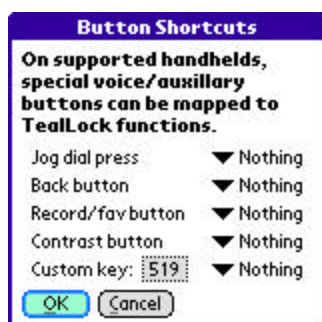 Button Shortcuts
On supported handhelds,
special voice/auxillary
buttons can be mapped to
TealLock functions.
Jog dial press ▼ Nothing
Back button ▼ Nothing
Record/fav button ▼ Nothing
Contrast button ▼ Nothing
Custom key: 519 ▼ Nothing
OK Cancel